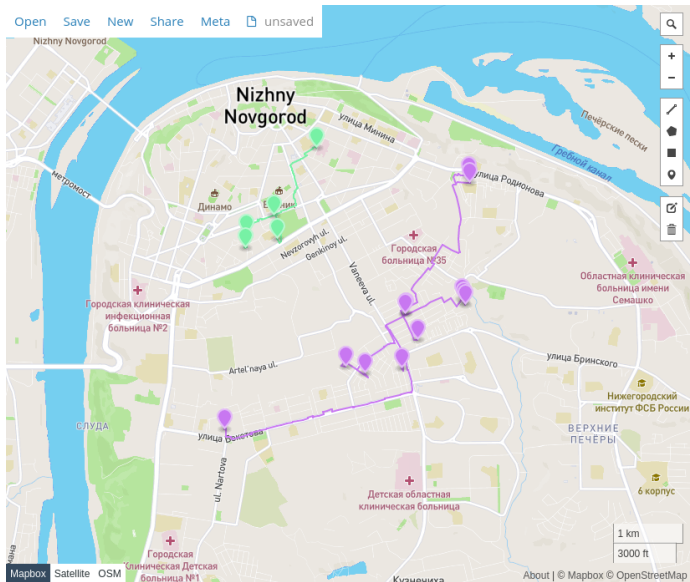 Open Save New Share Meta unsaved
Nizhny Novgorod
Nizhny
Novgorod
улица Минина
Печёрские пески
Гребной канал
метромост
улица Родионова
Динамо
Nevzorovyh ul.
Genkinoy ul.
Городская
больница №35
Vaneeva ul.
Областная клиническая
больница имени
Семашко
Городская клиническая
инфекционная
больница №2
улица Бринского
Artel'naya ul.
Нижегородский
институт ФСБ России
СЛУДА
улица Бекетова
ВЕРХНИЕ
ПЕЧЁРЫ
ul. Nartova
6 корпус
Детская областная
клиническая больница
1 km
3000 ft
Городская
Клиническая Детская
больница №1
Кузнечиха
Mapbox Satellite OSM
About | © Mapbox © OpenStreetMap